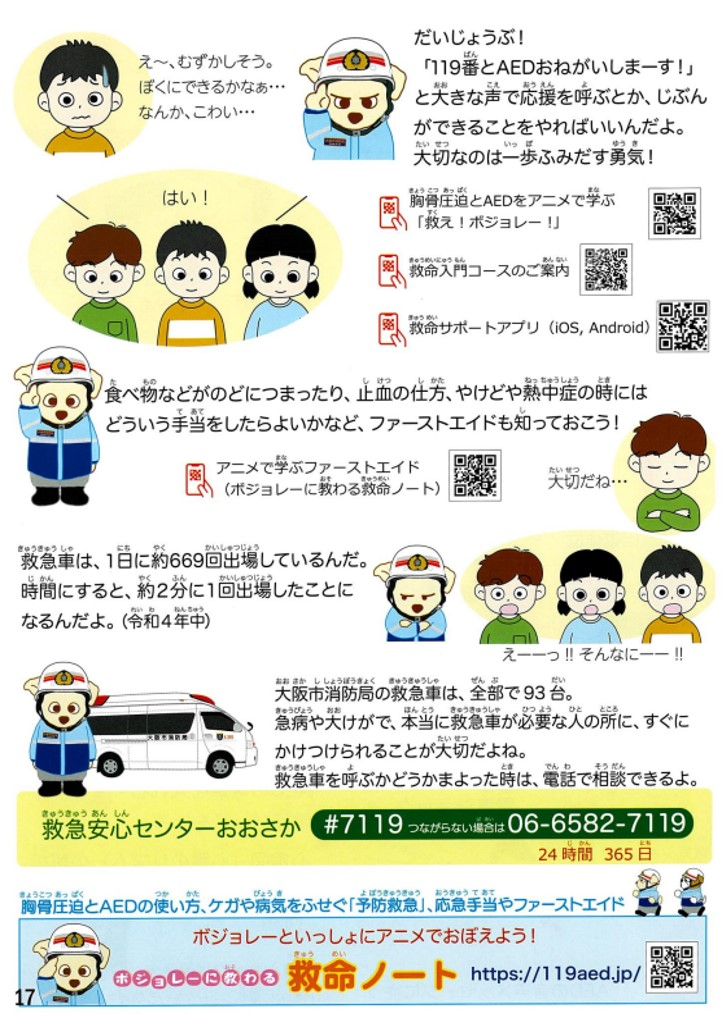 え〜、むずかしそう。
ぼくにできるかなぁ…
なんか、こわい…
だいじょうぶ！
「119番とAEDおねがいしまーす！」
と大きな声で応援を呼ぶとか、じぶん
ができることをやればいいんだよ。
大切なのは一歩ふみだす勇気！
はい！
胸骨圧迫とAEDをアニメで学ぶ
「救え！ボジョレー！」
救命入門コースのご案内
救命サポートアプリ（iOS, Android）
食べ物などがのどにつまったり、止血の仕方、やけどや熱中症の時には
どういう手当をしたらよいかなど、ファーストエイドも知っておこう！
アニメで学ぶファーストエイド
（ボジョレーに教わる救命ノート）
大切だね…
救急車は、1日に約669回出場しているんだ。
時間にすると、約2分に1回出場したことに
なるんだよ。（令和4年中）
えーーっ!! そんなにーー!!
大阪市消防局の救急車は、全部で93台。
急病や大けがで、本当に救急車が必要な人の所に、すぐに
かけつけられることが大切だよね。
救急車を呼ぶかどうかまよった時は、電話で相談できるよ。
大阪市消防局
救急安心センターおおさか
#7119 つながらない場合は 06-6582-7119
24時間 365日
胸骨圧迫とAEDの使い方、ケガや病気をふせぐ「予防救急」、応急手当やファーストエイド
ボジョレーといっしょにアニメでおぼえよう！
ボジョレーに教わる 救命ノート https://119aed.jp/
17